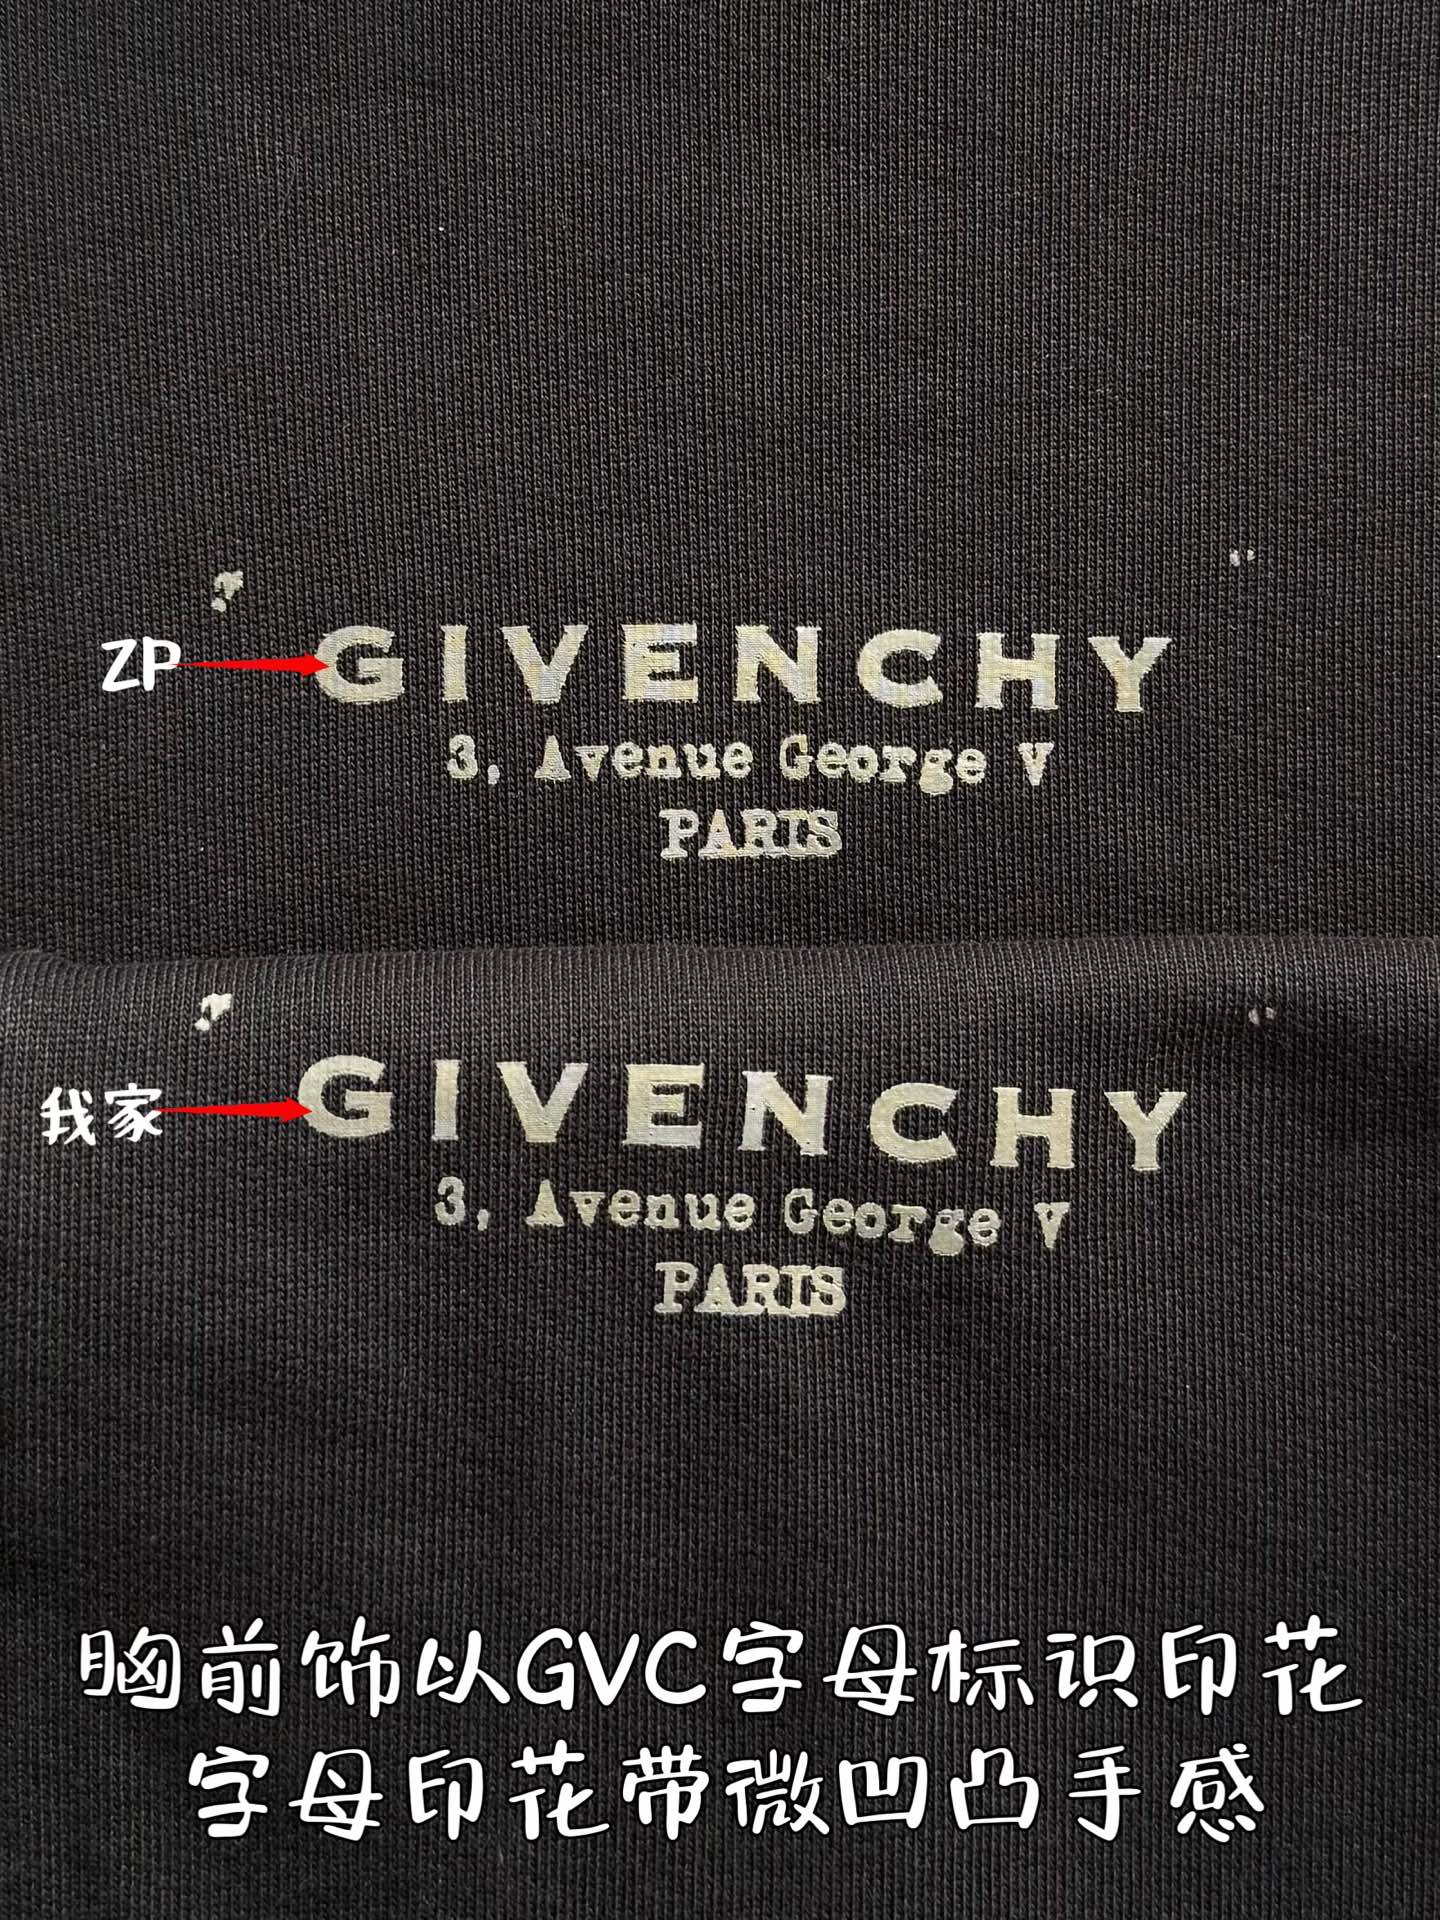 ZP
GIVENCHY
3, Avenue George V
PARIS
我家
GIVENCHY
3, Avenue George V
PARIS
胸前饰以GVC字母标识印花
字母印花带微凹凸手感